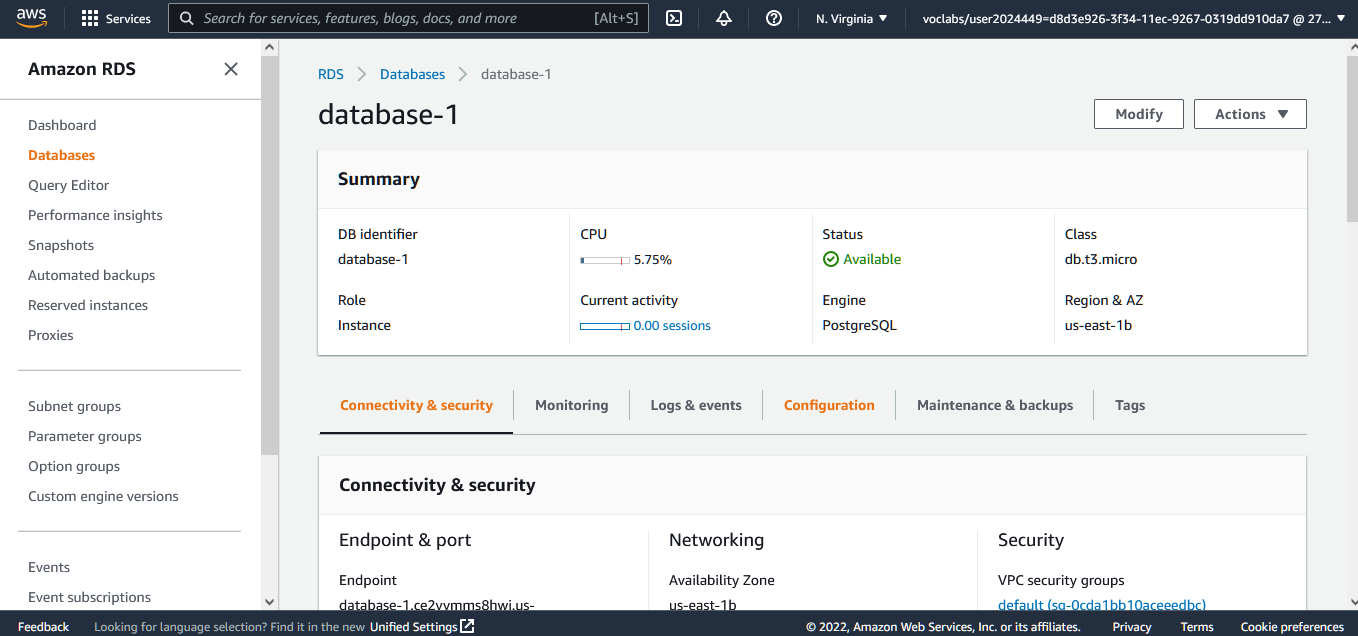 aws Services Search for services, features, blogs, docs, and more [Alt+S] N. Virginia ▼ voclabs/user2024449=d8d3e926-3f34-11ec-9267-0319dd910da7 @ 27... ▼
Amazon RDS
Dashboard
Databases
Query Editor
Performance insights
Snapshots
Automated backups
Reserved instances
Proxies
Subnet groups
Parameter groups
Option groups
Custom engine versions
Events
Event subscriptions
RDS > Databases > database-1
database-1
Modify Actions ▼
Summary
DB identifier CPU Status Class
database-1 5.75% Available db.t3.micro
Role Current activity Engine Region & AZ
Instance 0.00 sessions PostgreSQL us-east-1b
Connectivity & security Monitoring Logs & events Configuration Maintenance & backups Tags
Connectivity & security
Endpoint & port Networking Security
Endpoint Availability Zone VPC security groups
database-1.ce2vvmms8hwi.us- us-east-1b default (sg-0cda1bb10aceeedbc)
Feedback Looking for language selection? Find it in the new Unified Settings © 2022, Amazon Web Services, Inc. or its affiliates. Privacy Terms Cookie preferences